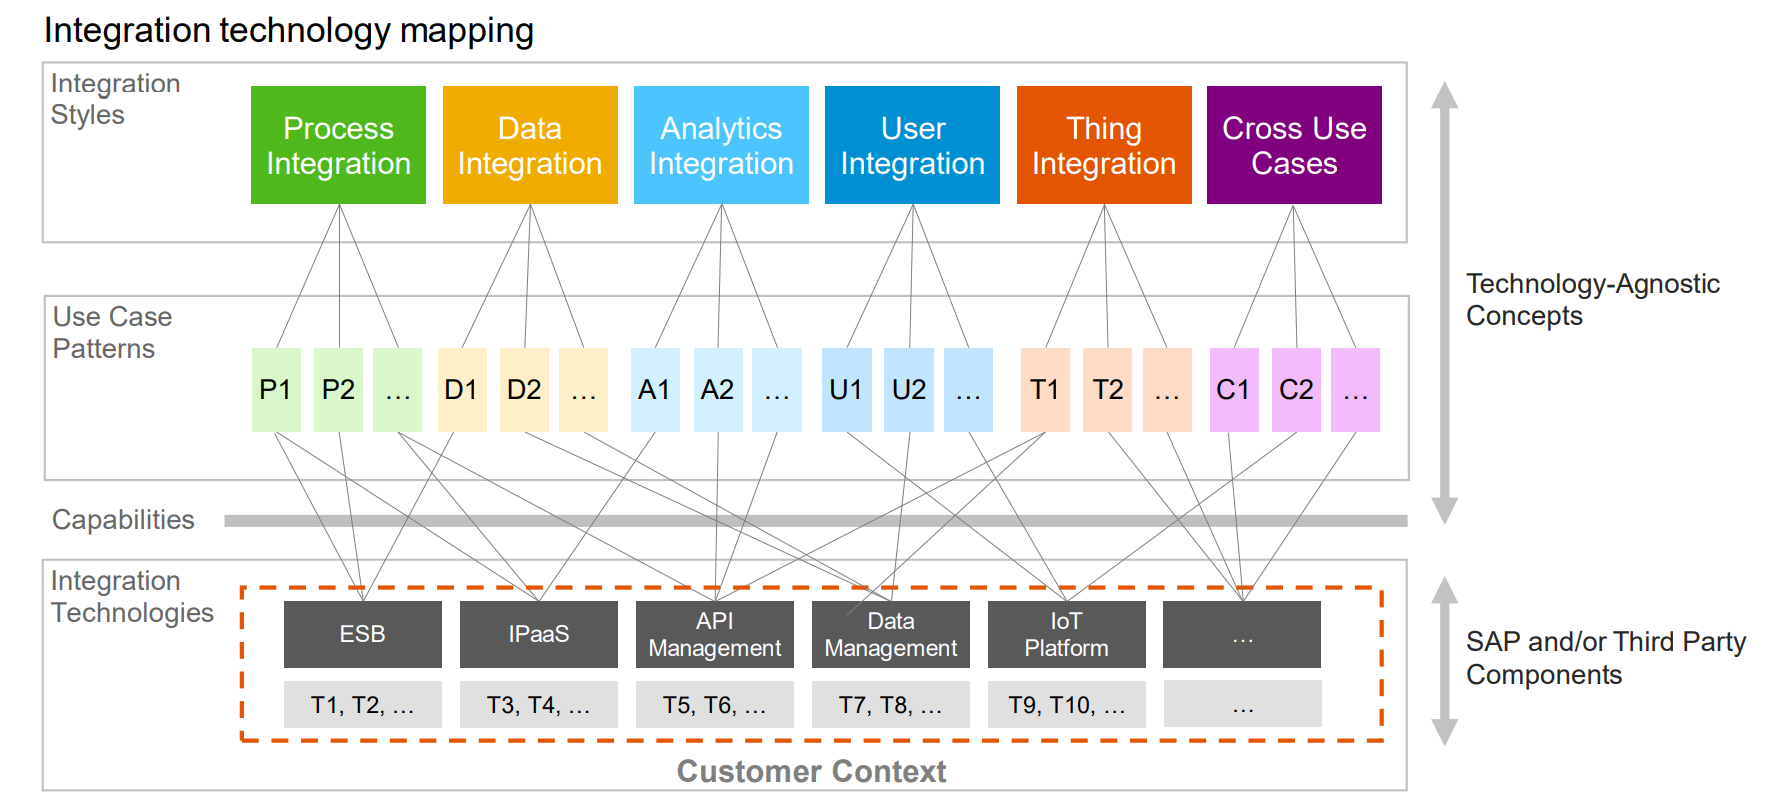 Integration technology mapping
Integration
Styles
Process
Integration
Data
Integration
Analytics
Integration
User
Integration
Thing
Integration
Cross Use
Cases
Technology-Agnostic
Concepts
Use Case
Patterns
P1 P2 … D1 D2 … A1 A2 … U1 U2 … T1 T2 … C1 C2 …
Capabilities
Integration
Technologies
ESB
IPaaS
API
Management
Data
Management
IoT
Platform
…
T1, T2, …
T3, T4, …
T5, T6, …
T7, T8, …
T9, T10, …
…
SAP and/or Third Party
Components
Customer Context